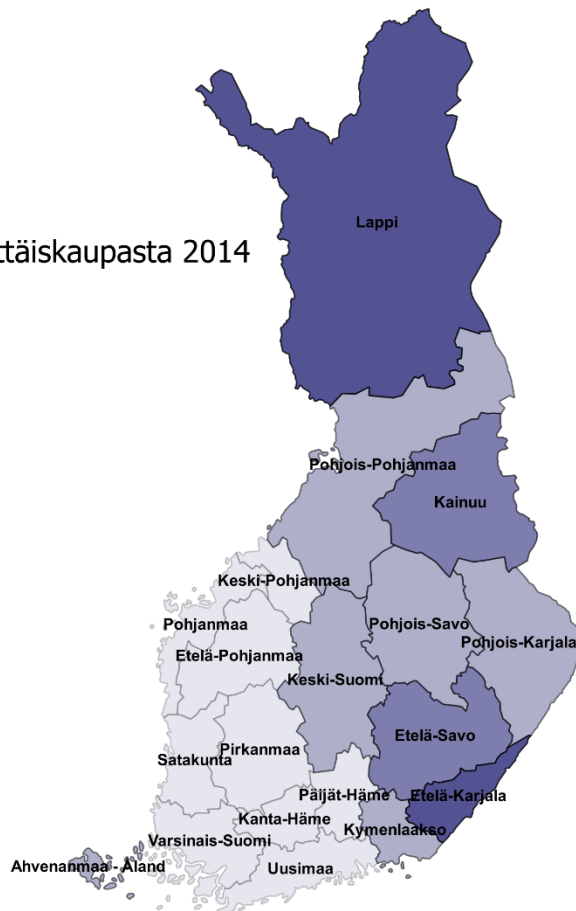 Lappi
ttäiskaupasta 2014
Pohjois-Pohjanmaa
Kainuu
Keski-Pohjanmaa
Pohjanmaa
Pohjois-Savo
Pohjois-Karjala
Etelä-Pohjanmaa
Keski-Suomi
Etelä-Savo
Pirkanmaa
Satakunta
Päijät-Häme
Etelä-Karjala
Kanta-Häme
Kymenlaakso
Varsinais-Suomi
Ahvenanmaa - Åland
Uusimaa